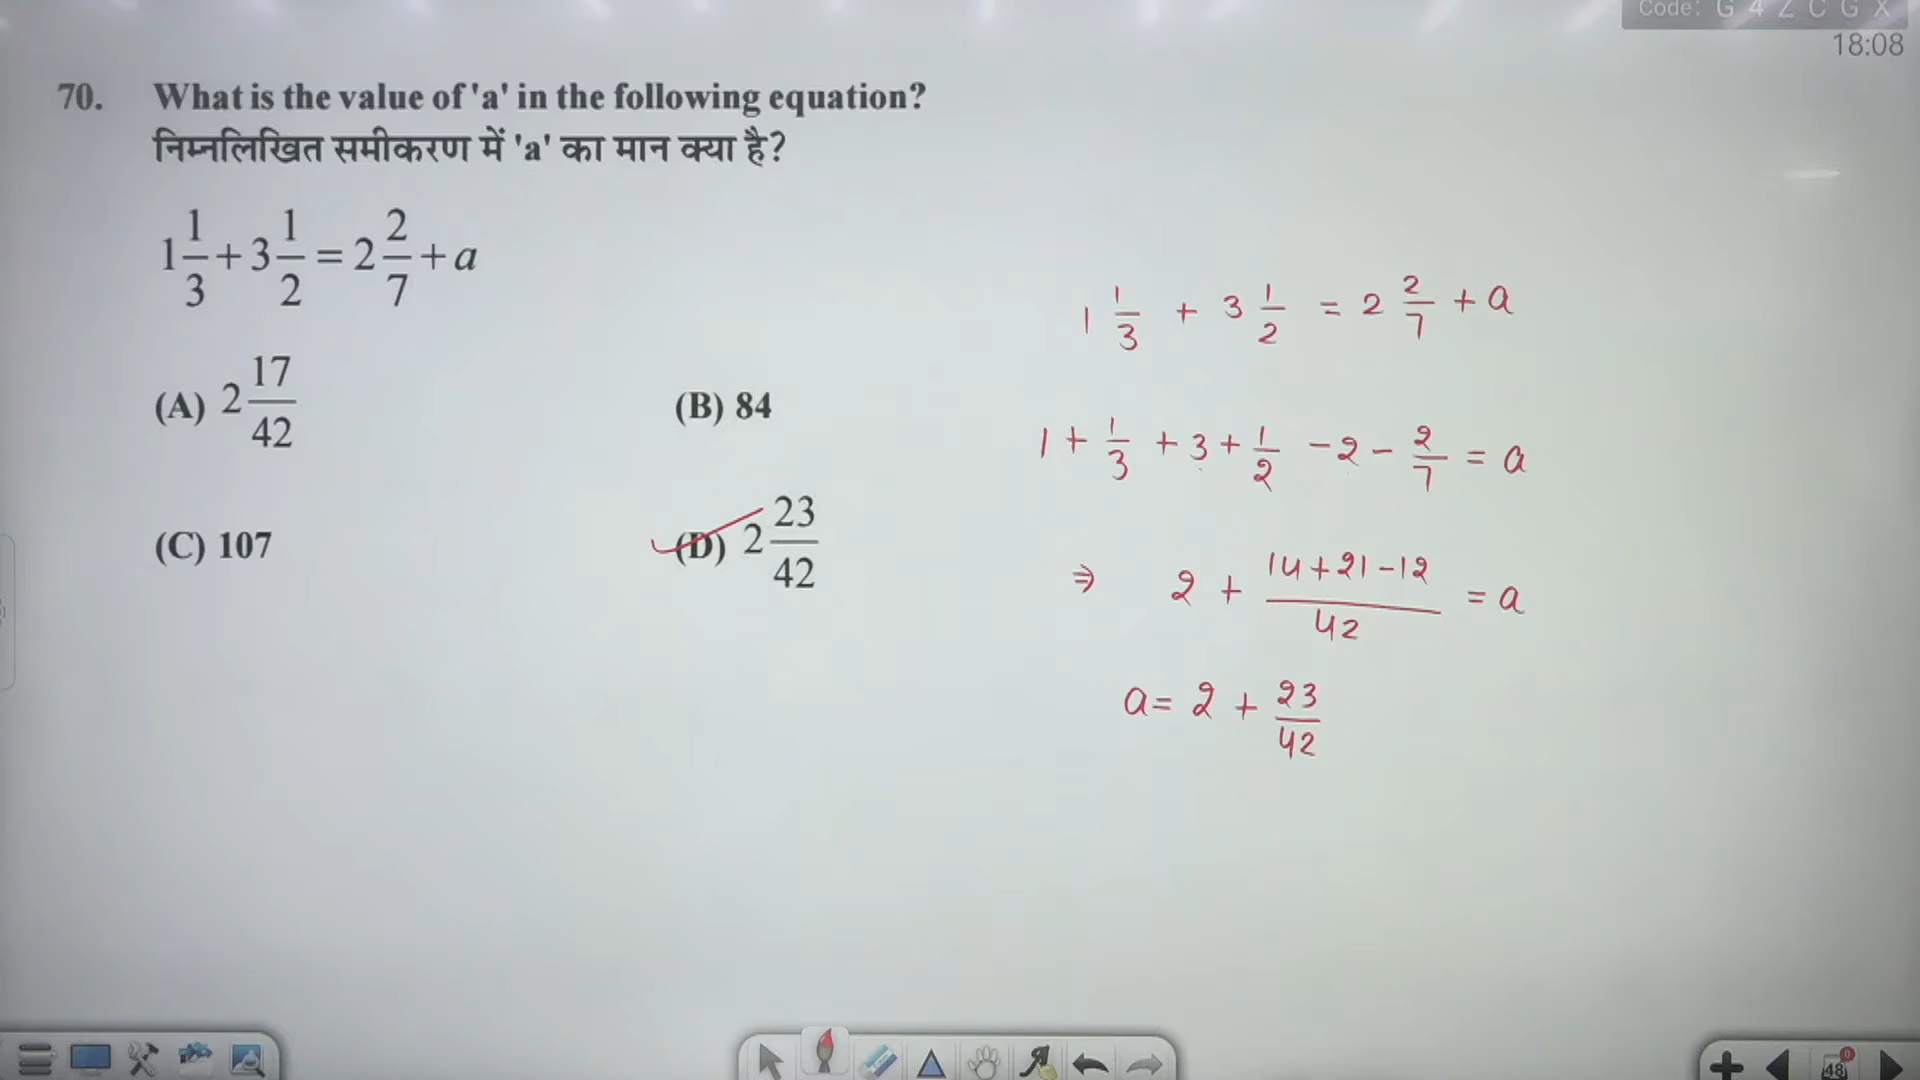 Code: G 4 Z C G X
18:08
70. What is the value of 'a' in the following equation?
निम्नलिखित समीकरण में 'a' का मान क्या है?
1 1/3 + 3 1/2 = 2 2/7 + a
(A) 2 17/42
(B) 84
(C) 107
(D) 2 23/42
1 1/3 + 3 1/2 = 2 2/7 + a
1 + 1/3 + 3 + 1/2 - 2 - 2/7 = a
⇒ 2 + (14+21-12)/42 = a
a = 2 + 23/42
48
0